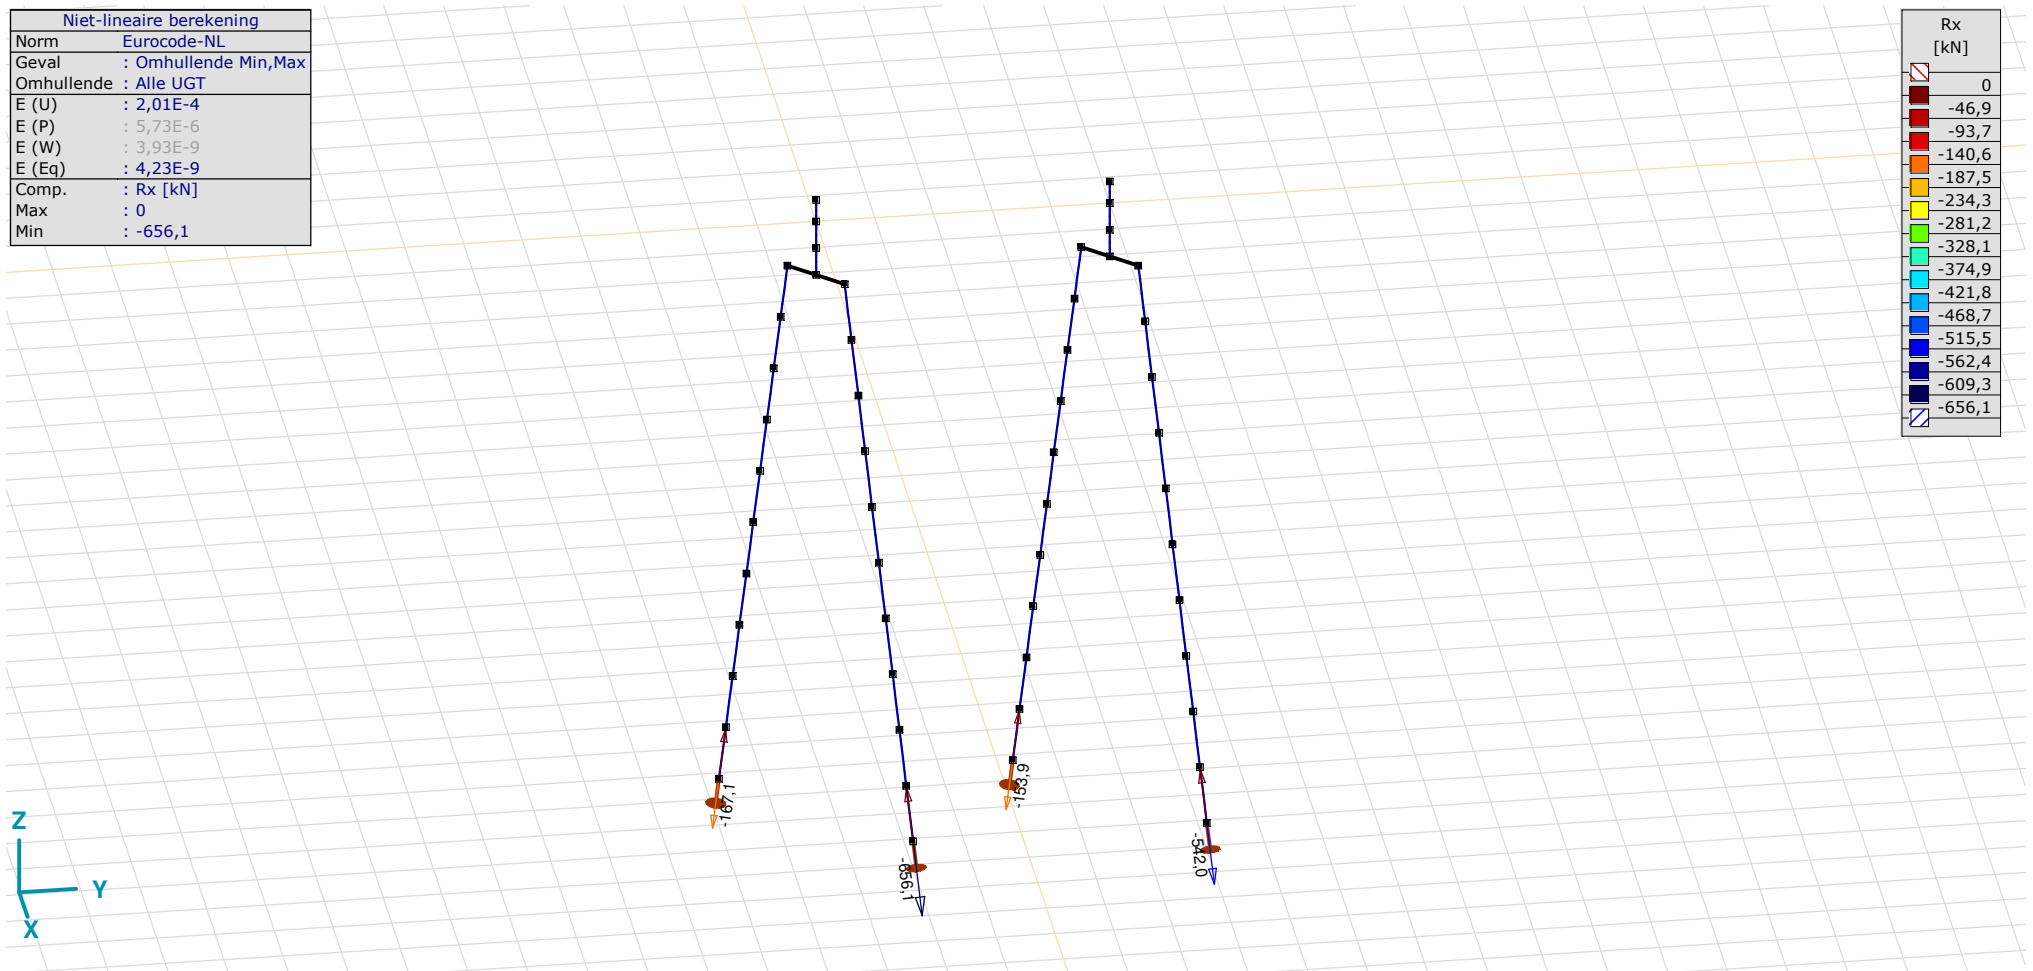 Niet-lineaire berekening
Norm Eurocode-NL
Geval : Omhullende Min,Max
Omhullende : Alle UGT
E (U) : 2,01E-4
E (P) : 5,73E-6
E (W) : 3,93E-9
E (Eq) : 4,23E-9
Comp. : Rx [kN]
Max : 0
Min : -656,1
Rx
[kN]
0
-46,9
-93,7
-140,6
-187,5
-234,3
-281,2
-328,1
-374,9
-421,8
-468,7
-515,5
-562,4
-609,3
-656,1
-167,1
-656,1
-153,9
-542,0
Z
Y
X